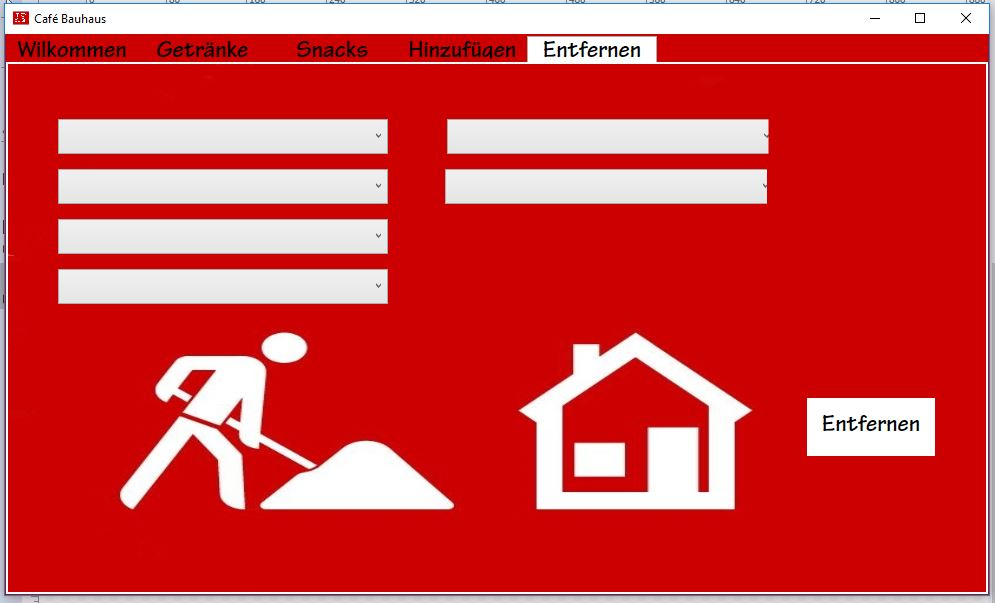 Café Bauhaus
Wilkommen Getränke Snacks Hinzufügen Entfernen
Entfernen